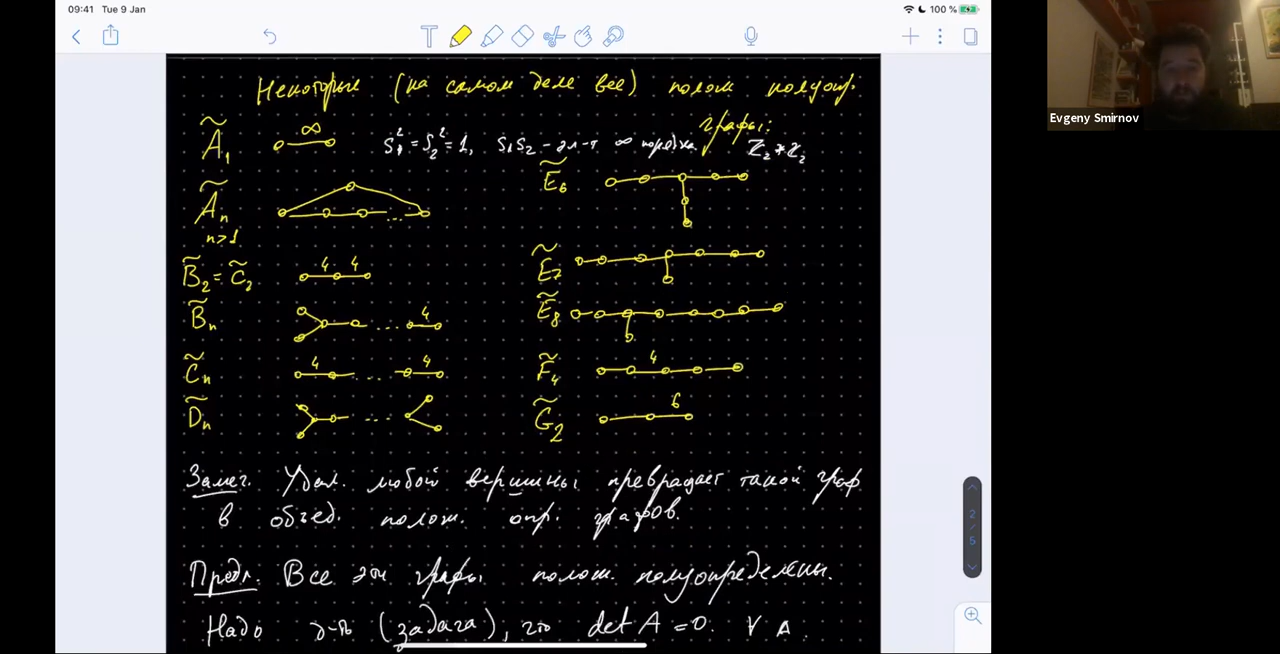 09:41 Tue 9 Jan
100 %
Evgeny Smirnov
Некоторые (на самом деле все) полож полуопр.
графы:
Ã₁ ∞ S₁² = S₂² = 1, S₁S₂ – эл-т ∞ порядка Z₂ * Z₂
Ãₙ
n>1
B̃₂ = C̃₂ 4 4
B̃ₙ 4
C̃ₙ 4 4
D̃ₙ
Ẽ₆
Ẽ₇
Ẽ₈
F̃₄ 4
G̃₂ 6
Замеч. Удал. любой вершины превращает такой граф
в объед. полож. опр. графов.
Предл. Все эти графы полож. полуопределены.
Надо д-ть (задача), что det A = 0. ∀ A.
2
5